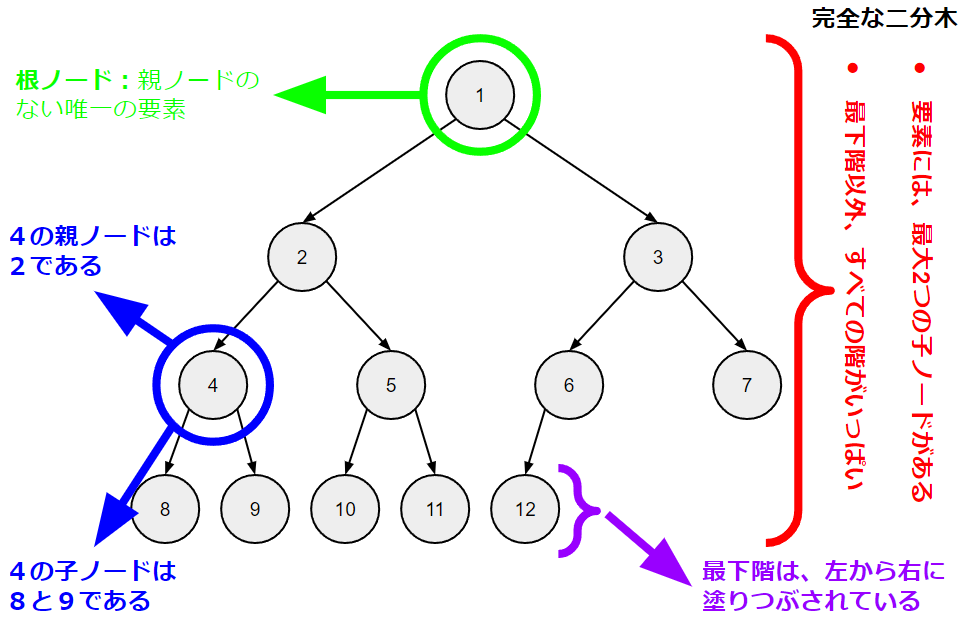 完全な二分木
• 要素には、最大2つの子ノードがある
• 最下階以外、すべての階がいっぱい
根ノード：親ノードの
ない唯一の要素
1
2
3
４の親ノードは
２である
4
5
6
7
8
9
10
11
12
４の子ノードは
８と９である
最下階は、左から右に
塗りつぶされている